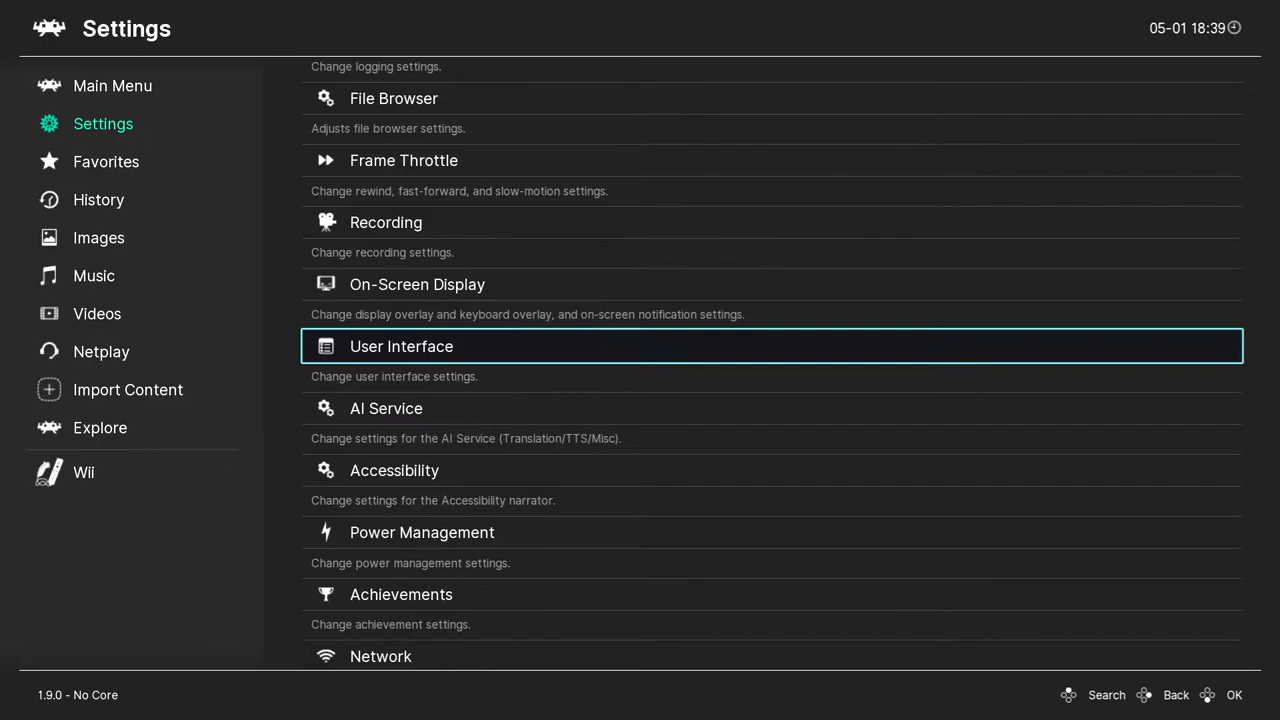 Settings
05-01 18:39
Main Menu
Settings
Favorites
History
Images
Music
Videos
Netplay
Import Content
Explore
Wii
Change logging settings.
File Browser
Adjusts file browser settings.
Frame Throttle
Change rewind, fast-forward, and slow-motion settings.
Recording
Change recording settings.
On-Screen Display
Change display overlay and keyboard overlay, and on-screen notification settings.
User Interface
Change user interface settings.
AI Service
Change settings for the AI Service (Translation/TTS/Misc).
Accessibility
Change settings for the Accessibility narrator.
Power Management
Change power management settings.
Achievements
Change achievement settings.
Network
1.9.0 - No Core
Search Back OK